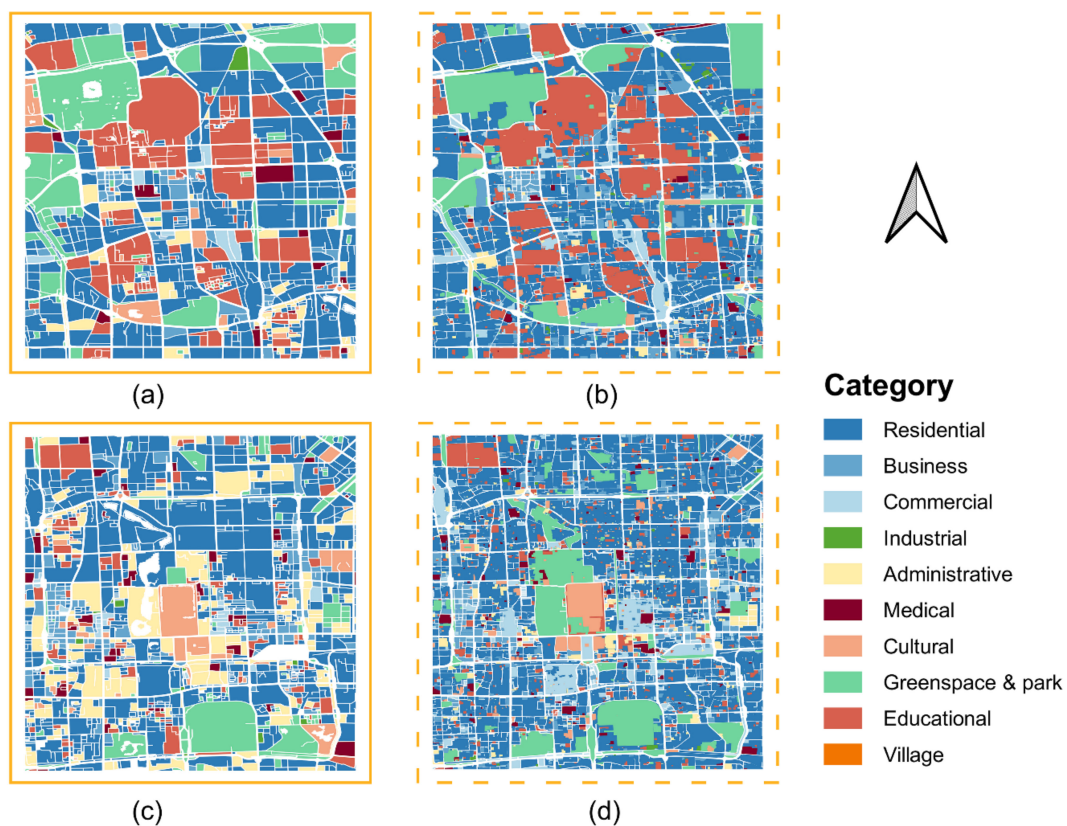 (a)
(b)
Category
Residential
Business
Commercial
Industrial
Administrative
Medical
Cultural
Greenspace & park
Educational
Village
(c)
(d)